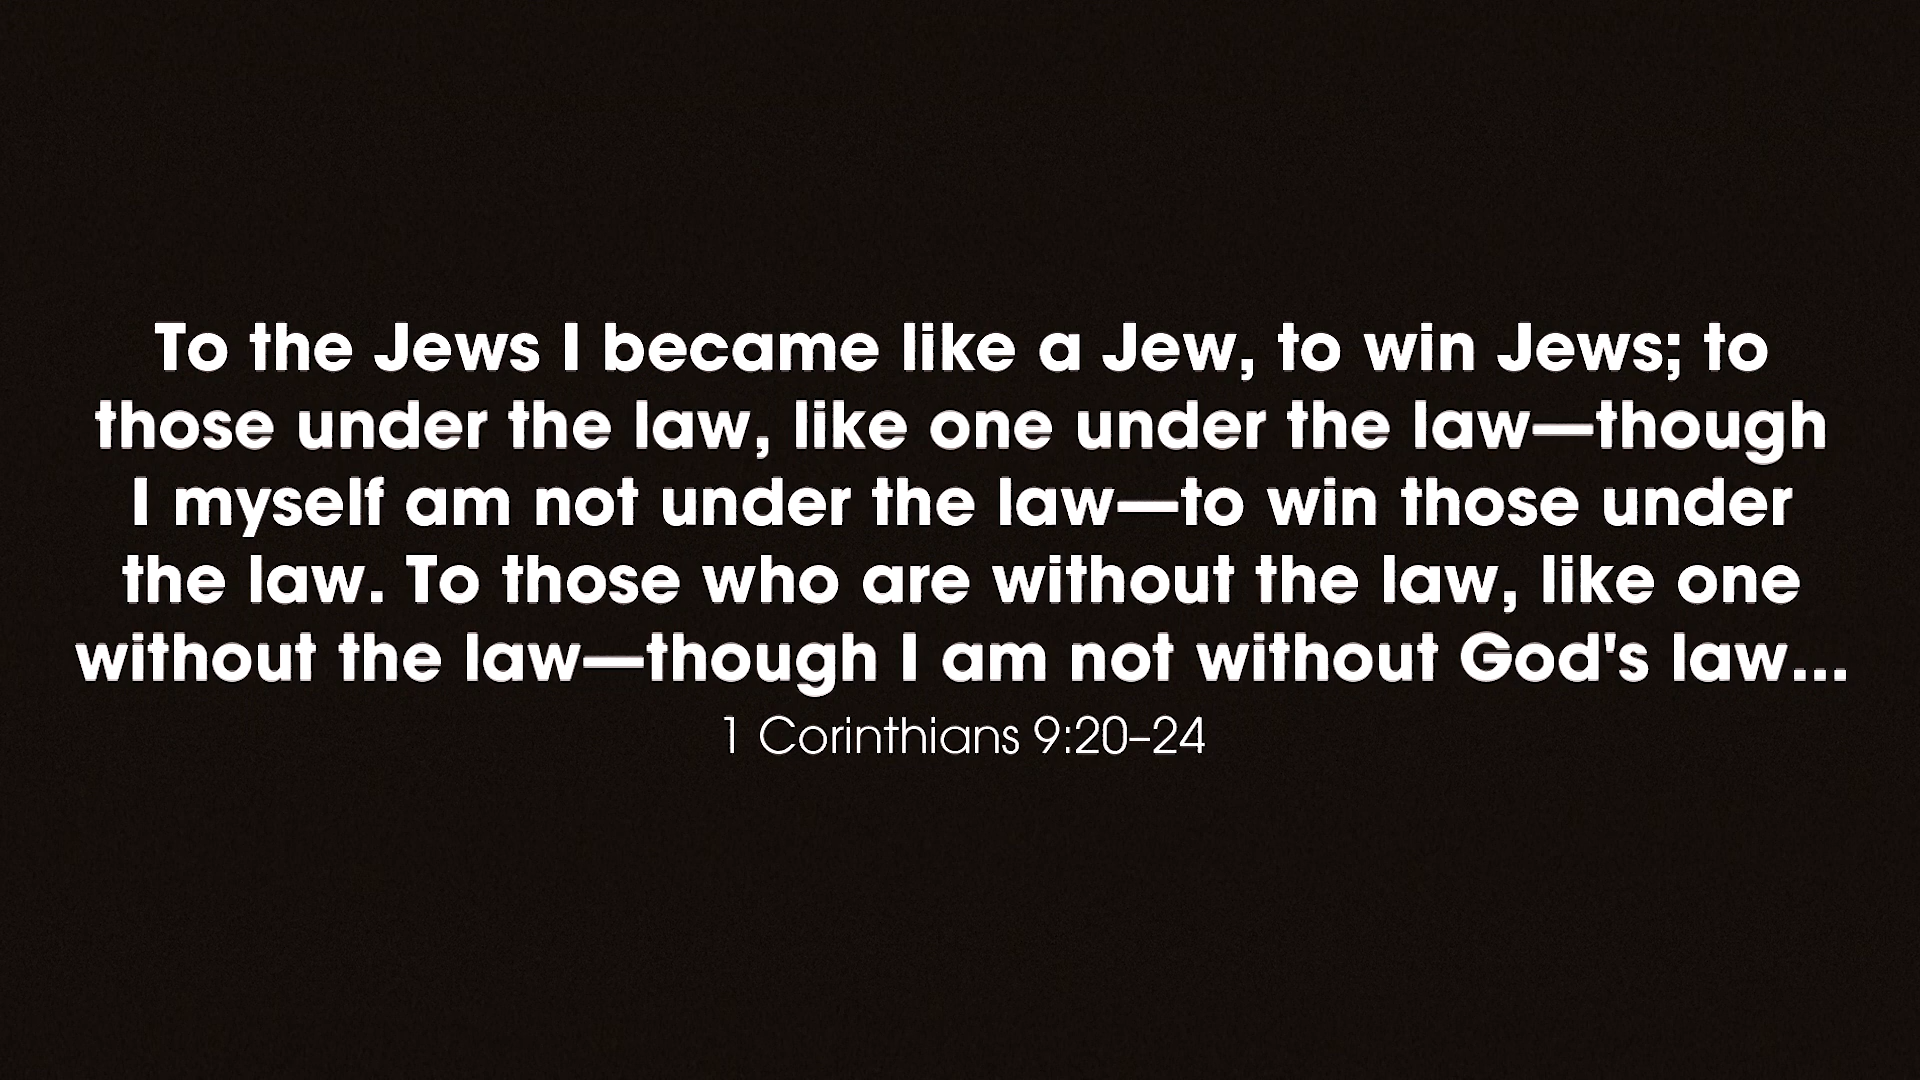 To the Jews I became like a Jew, to win Jews; to
those under the law, like one under the law—though
I myself am not under the law—to win those under
the law. To those who are without the law, like one
without the law—though I am not without God's law...
1 Corinthians 9:20–24